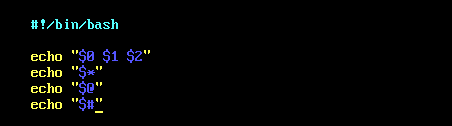 #!/bin/bash
echo "$0 $1 $2"
echo "$*"
echo "$@"
echo "$#"